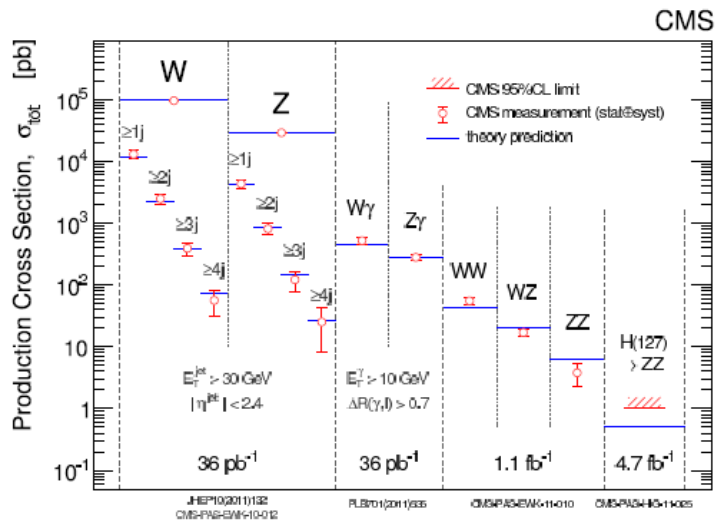 CMS
Production Cross Section, σtot [pb]
10⁵
10⁴
10³
10²
10
1
10⁻¹
W
≥1j
≥2j
≥3j
≥4j
Z
≥1j
≥2j
≥3j
≥4j
Wγ
Zγ
WW
WZ
ZZ
H(127)
> ZZ
CMS 95%CL limit
CMS measurement (stat⊕syst)
theory prediction
E_T^jet > 30 GeV
|η^jet| < 2.4
E_T^γ > 10 GeV
ΔR(γ,l) > 0.7
36 pb⁻¹
36 pb⁻¹
1.1 fb⁻¹
4.7 fb⁻¹
JHEP10(2011)132
CMS-PAS-EWK-10-012
PLB701(2011)535
CMS-PAS-EWK-11-010
CMS-PAS-HIG-11-025